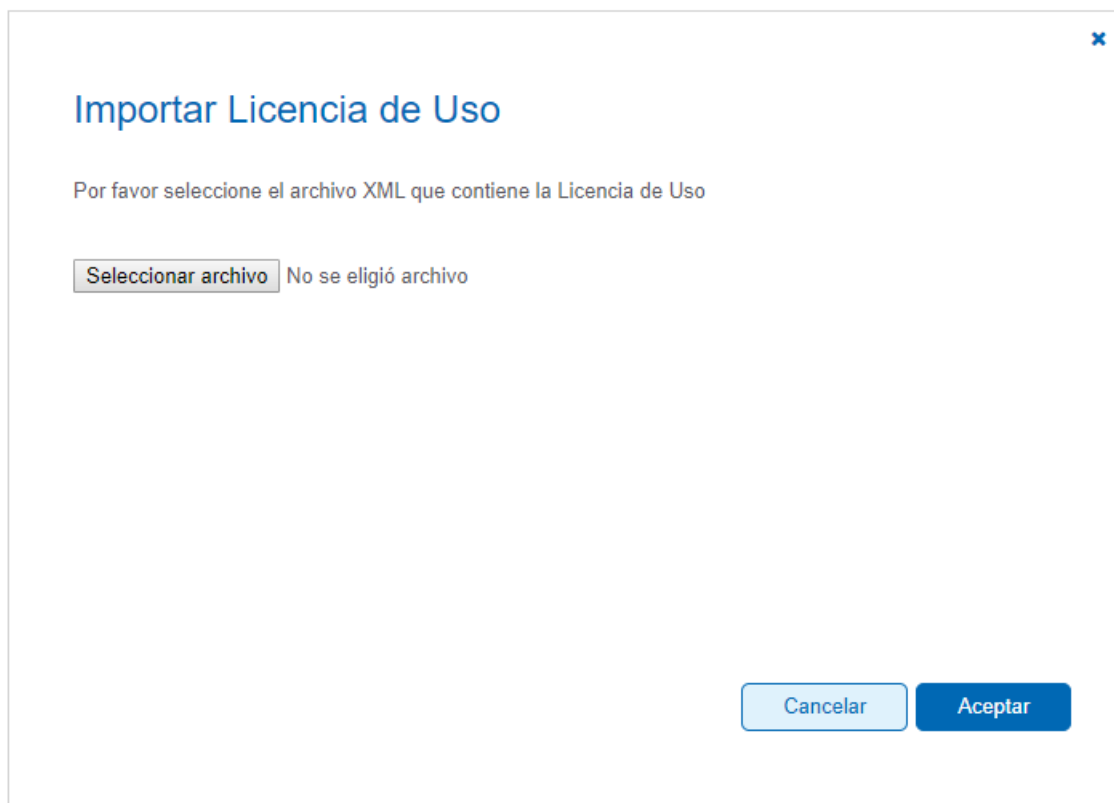 Importar Licencia de Uso
Por favor seleccione el archivo XML que contiene la Licencia de Uso
Seleccionar archivo No se eligió archivo
Cancelar Aceptar